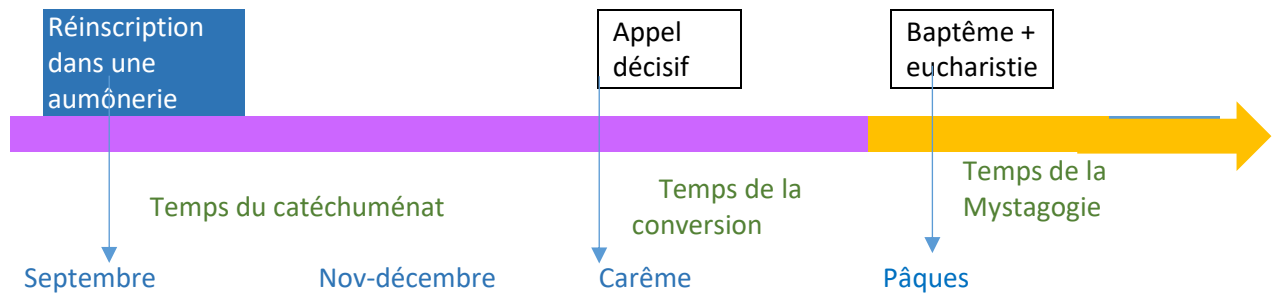 Réinscription
dans une
aumônerie
Appel
décisif
Baptême +
eucharistie
Temps du catéchuménat
Temps de la
conversion
Temps de la
Mystagogie
Septembre
Nov-décembre
Carême
Pâques